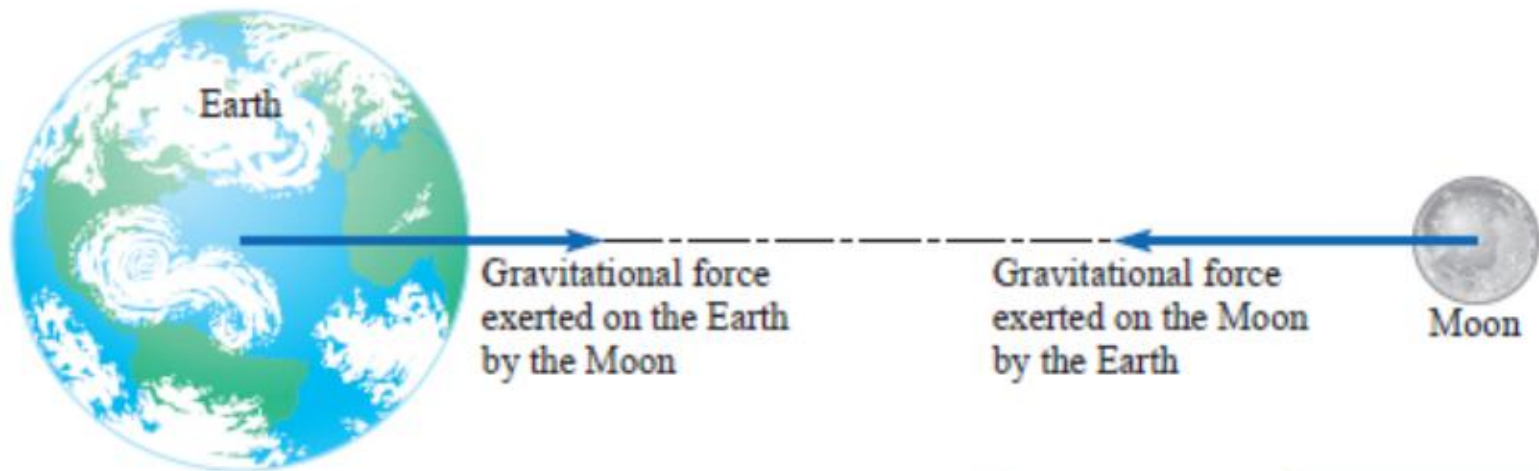 Earth
Gravitational force
exerted on the Earth
by the Moon
Gravitational force
exerted on the Moon
by the Earth
Moon